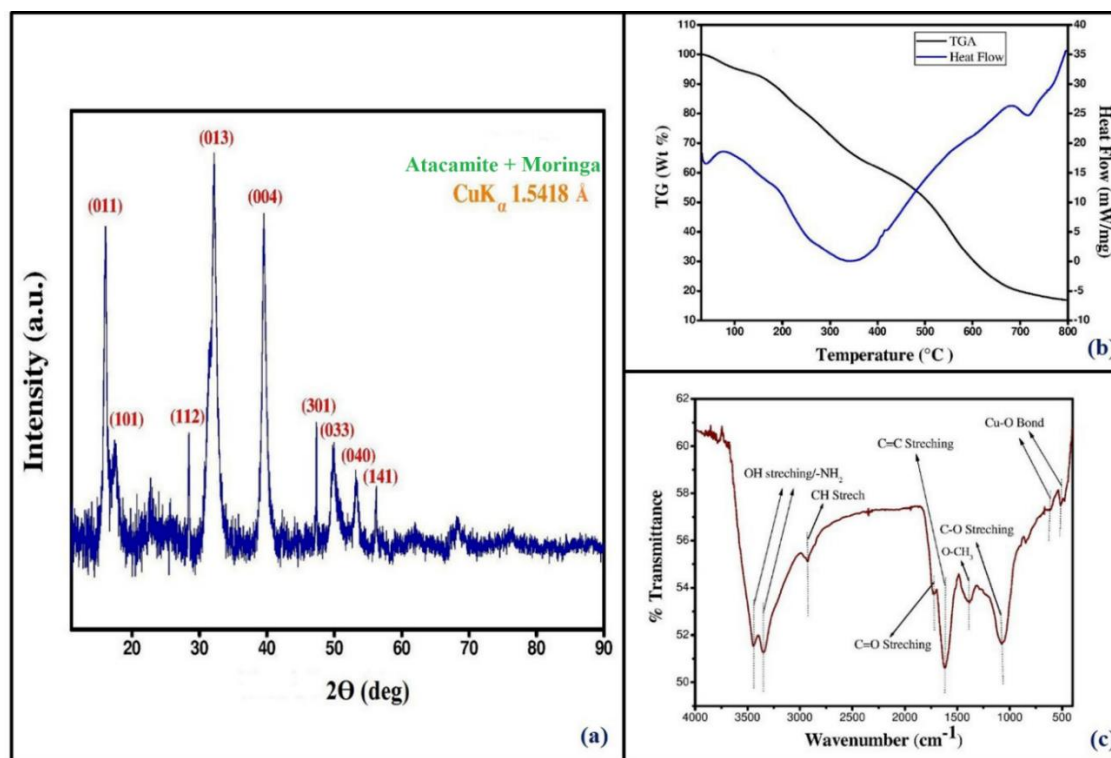 Intensity (a.u.)
(011)
(101)
(112)
(013)
(004)
(301)
(033)
(040)
(141)
Atacamite + Moringa
CuKα 1.5418 Å
20 30 40 50 60 70 80 90
2Θ (deg)
(a)
TG (Wt %)
100
90
80
70
60
50
40
30
20
10
TGA
Heat Flow
40
35
30
25
20
15
10
5
0
-5
-10
Heat Flow (mW/mg)
100 200 300 400 500 600 700 800
Temperature (°C )
(b)
% Transmittance
62
60
58
56
54
52
50
OH streching/-NH2
CH Strech
C=C Streching
C=O Streching
O-CH3
C-O Streching
Cu-O Bond
4000 3500 3000 2500 2000 1500 1000 500
Wavenumber (cm-1)
(c)